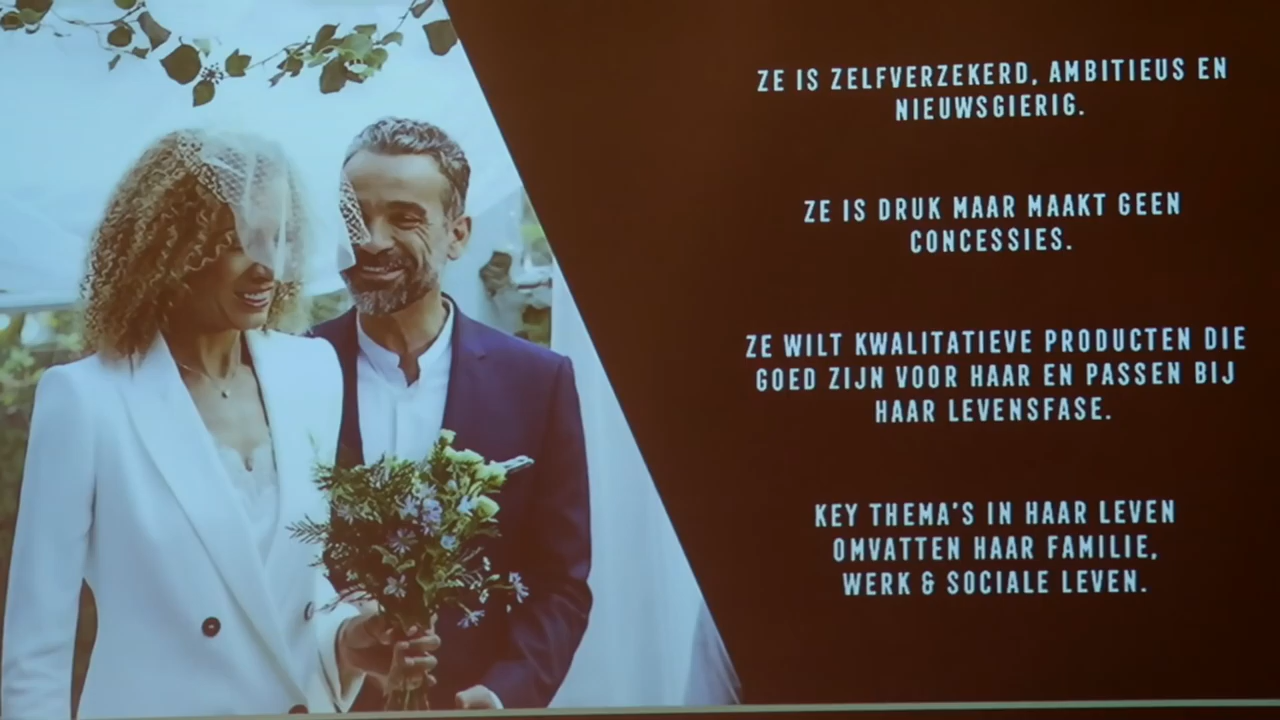 ZE IS ZELFVERZEKERD, AMBITIEUS EN
NIEUWSGIERIG.
ZE IS DRUK MAAR MAAKT GEEN
CONCESSIES.
ZE WILT KWALITATIEVE PRODUCTEN DIE
GOED ZIJN VOOR HAAR EN PASSEN BIJ
HAAR LEVENSFASE.
KEY THEMA'S IN HAAR LEVEN
OMVATTEN HAAR FAMILIE,
WERK & SOCIALE LEVEN.